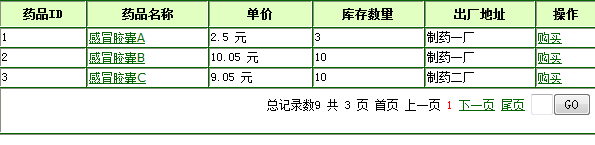 药品ID 药品名称 单价 库存数量 出厂地址 操作
1 感冒胶囊A 2.5 元 3 制药一厂 购买
2 感冒胶囊B 10.05 元 10 制药一厂 购买
3 感冒胶囊C 9.05 元 10 制药二厂 购买
总记录数9 共 3 页 首页 上一页 1 下一页 尾页 GO